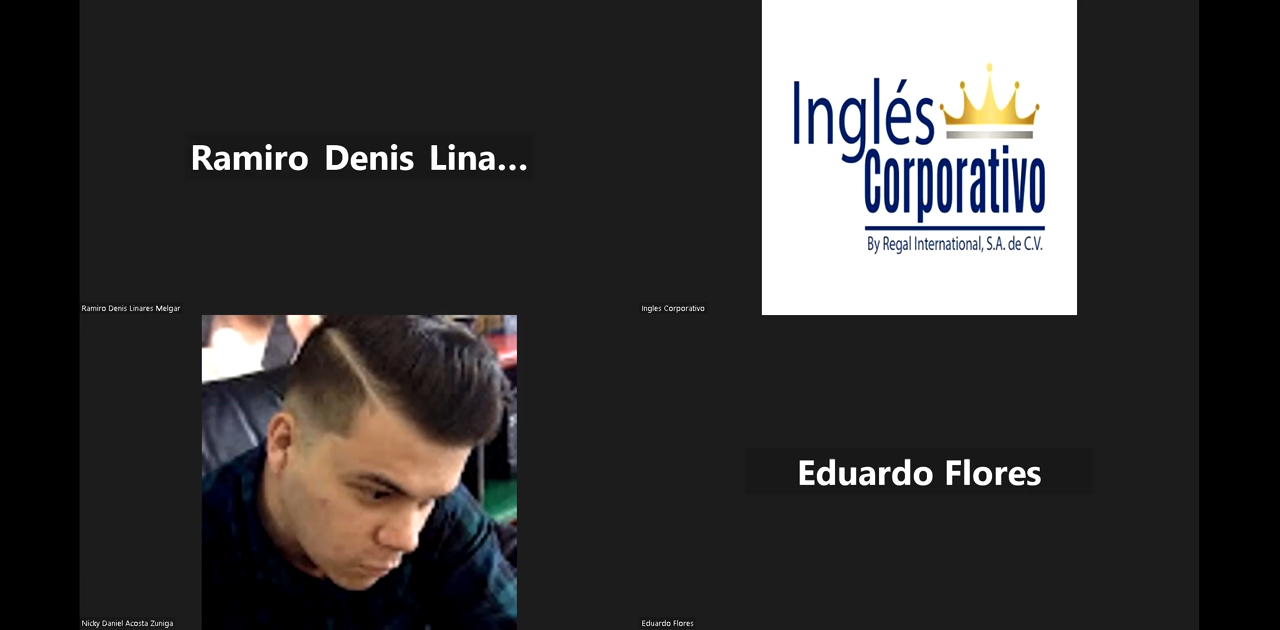 Ramiro Denis Lina...
Ramiro Denis Linares Melgar
Inglés
Corporativo
By Regal International, S.A. de C.V.
Ingles Corporativo
Nicky Daniel Acosta Zuniga
Eduardo Flores
Eduardo Flores